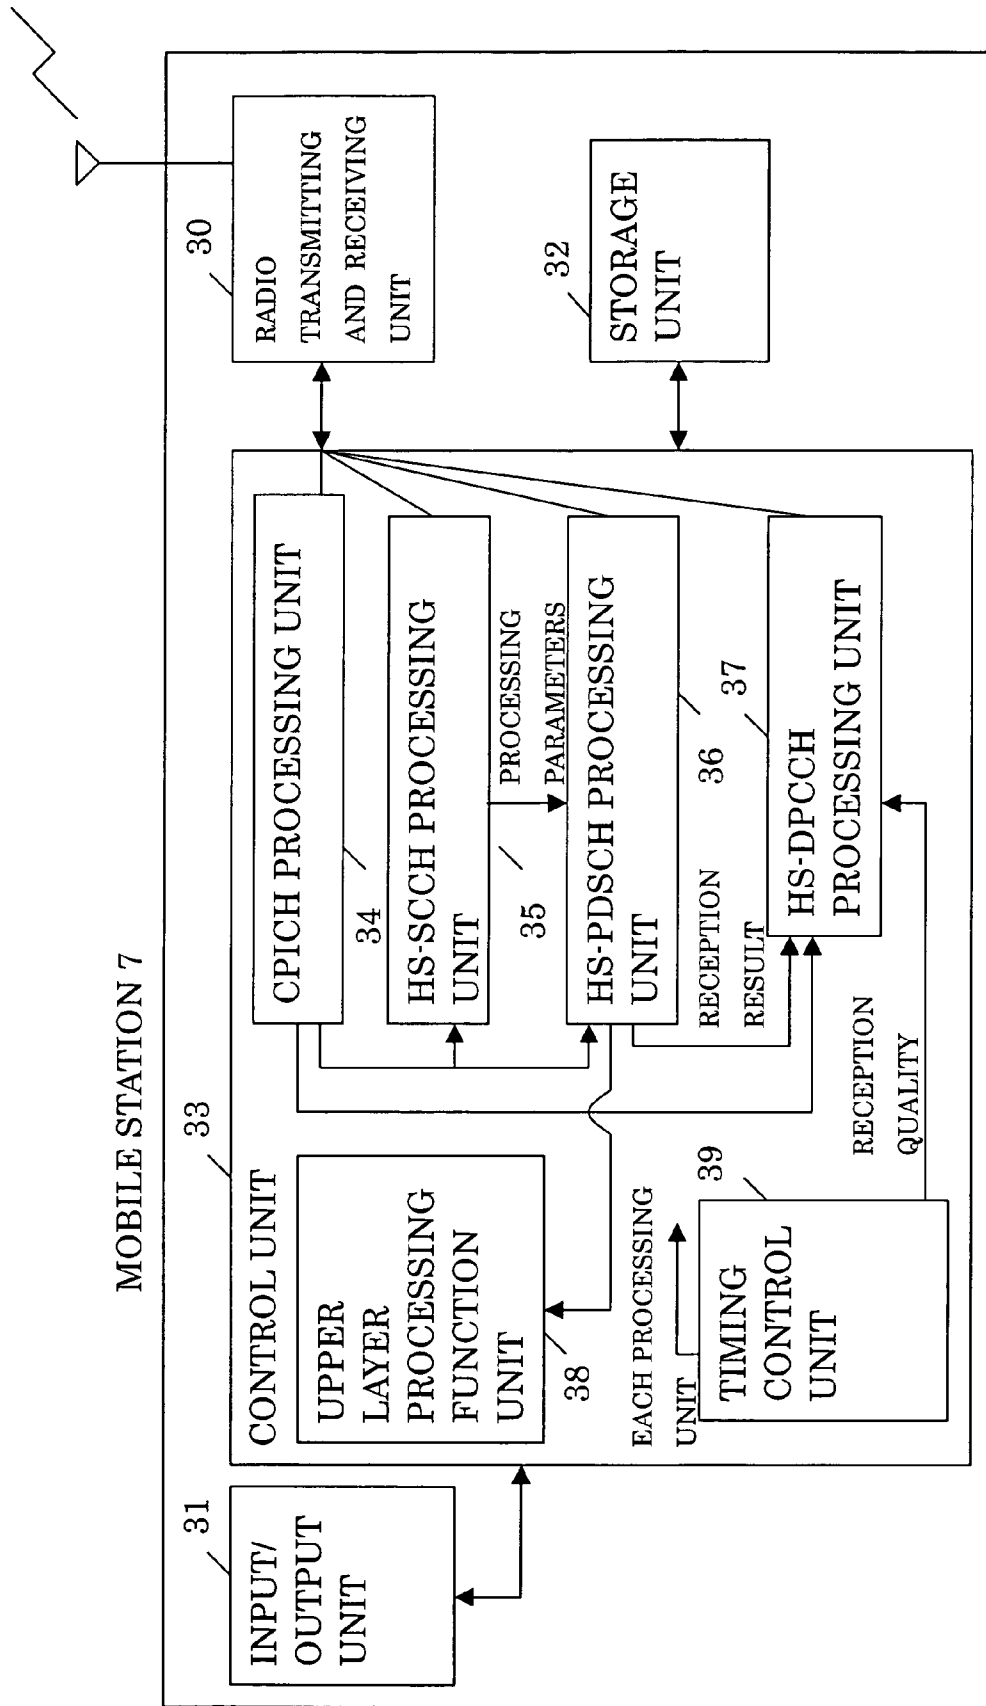 MOBILE STATION 7
31
INPUT/
OUTPUT
UNIT
33
CONTROL UNIT
UPPER
LAYER
PROCESSING
FUNCTION
UNIT
38
EACH PROCESSING
UNIT
39
TIMING
CONTROL
UNIT
RECEPTION
QUALITY
CPICH PROCESSING UNIT
34
HS-SCCH PROCESSING
UNIT
35
PROCESSING
PARAMETERS
HS-PDSCH PROCESSING
UNIT
36
RECEPTION
RESULT
37
HS-DPCCH
PROCESSING UNIT
30
RADIO
TRANSMITTING
AND RECEIVING
UNIT
32
STORAGE
UNIT